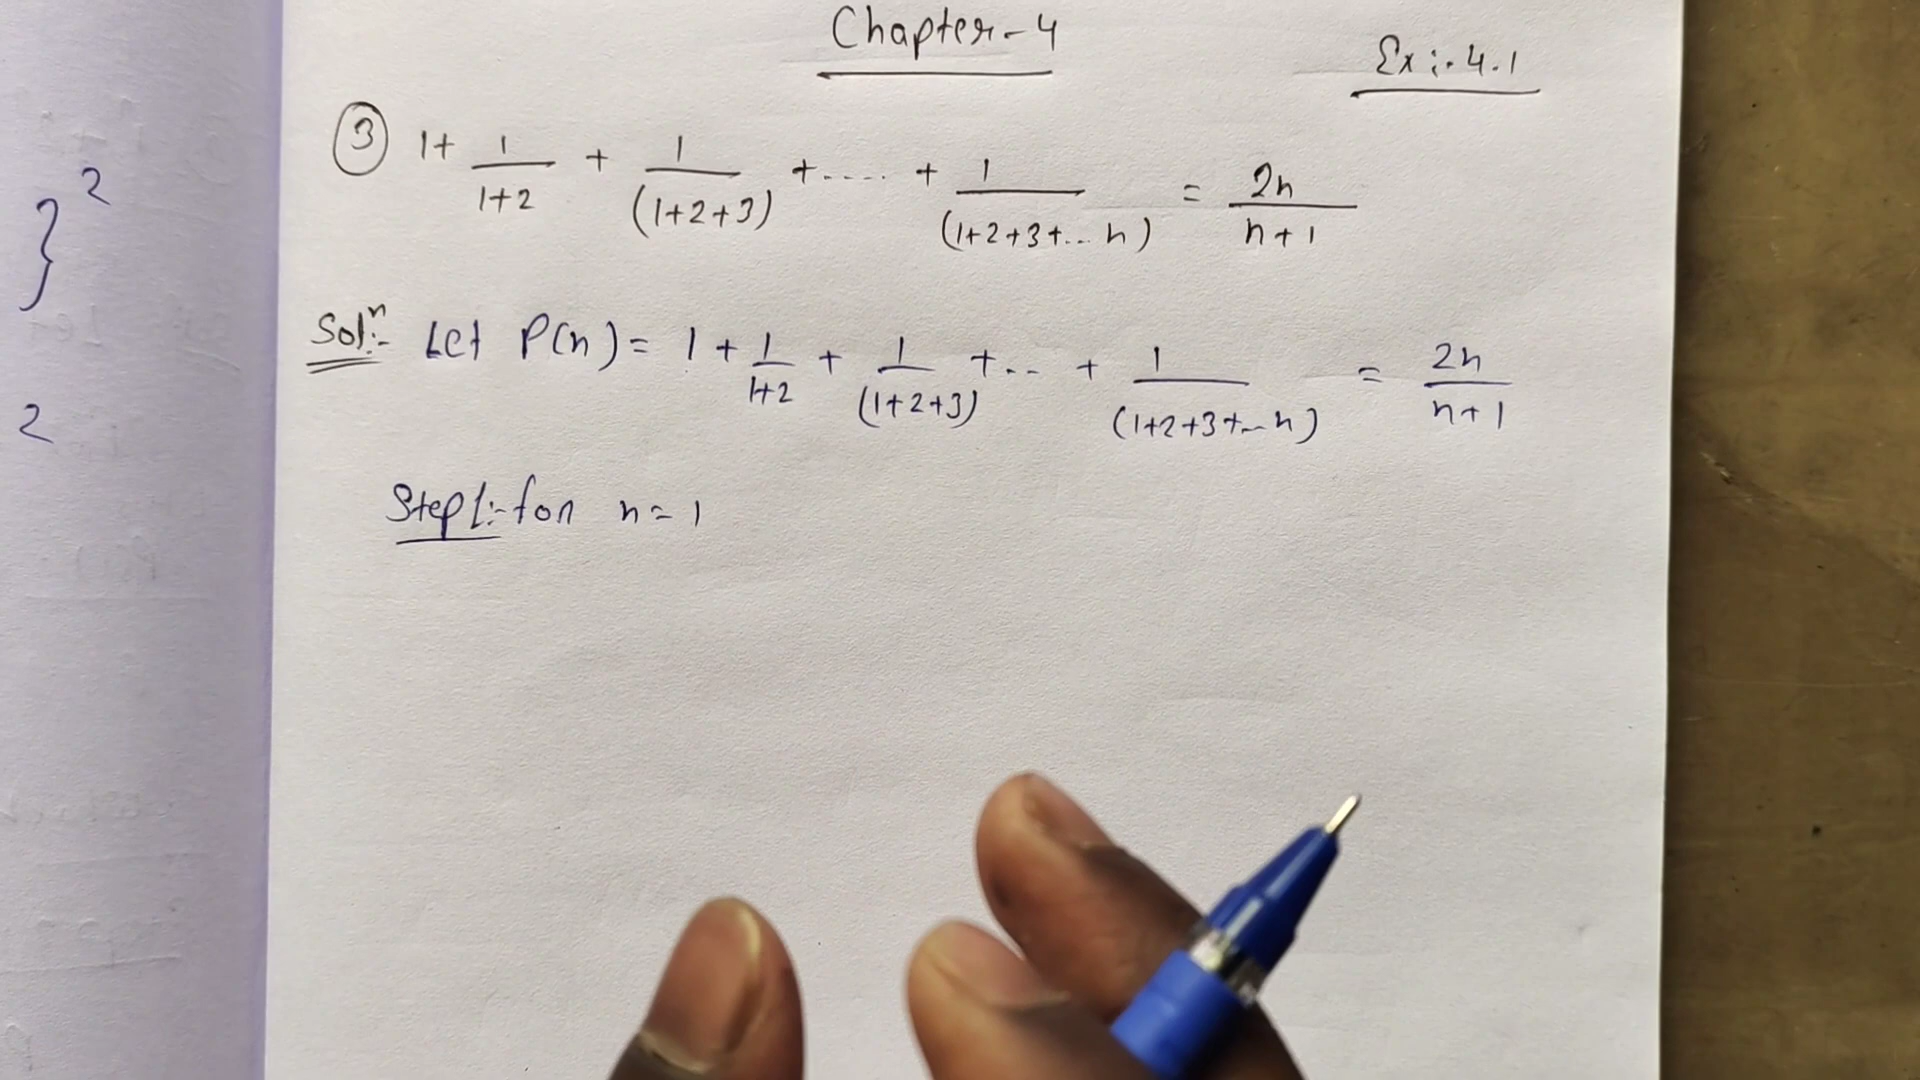 Chapter-4
Ex:-4.1
③ 1+ 1/(1+2) + 1/(1+2+3) +..... + 1/(1+2+3+...n) = 2n/(n+1)
Solⁿ:- Let P(n) = 1 + 1/(1+2) + 1/(1+2+3) +... + 1/(1+2+3+...n) = 2n/(n+1)
Step1:- for n=1
}²
2